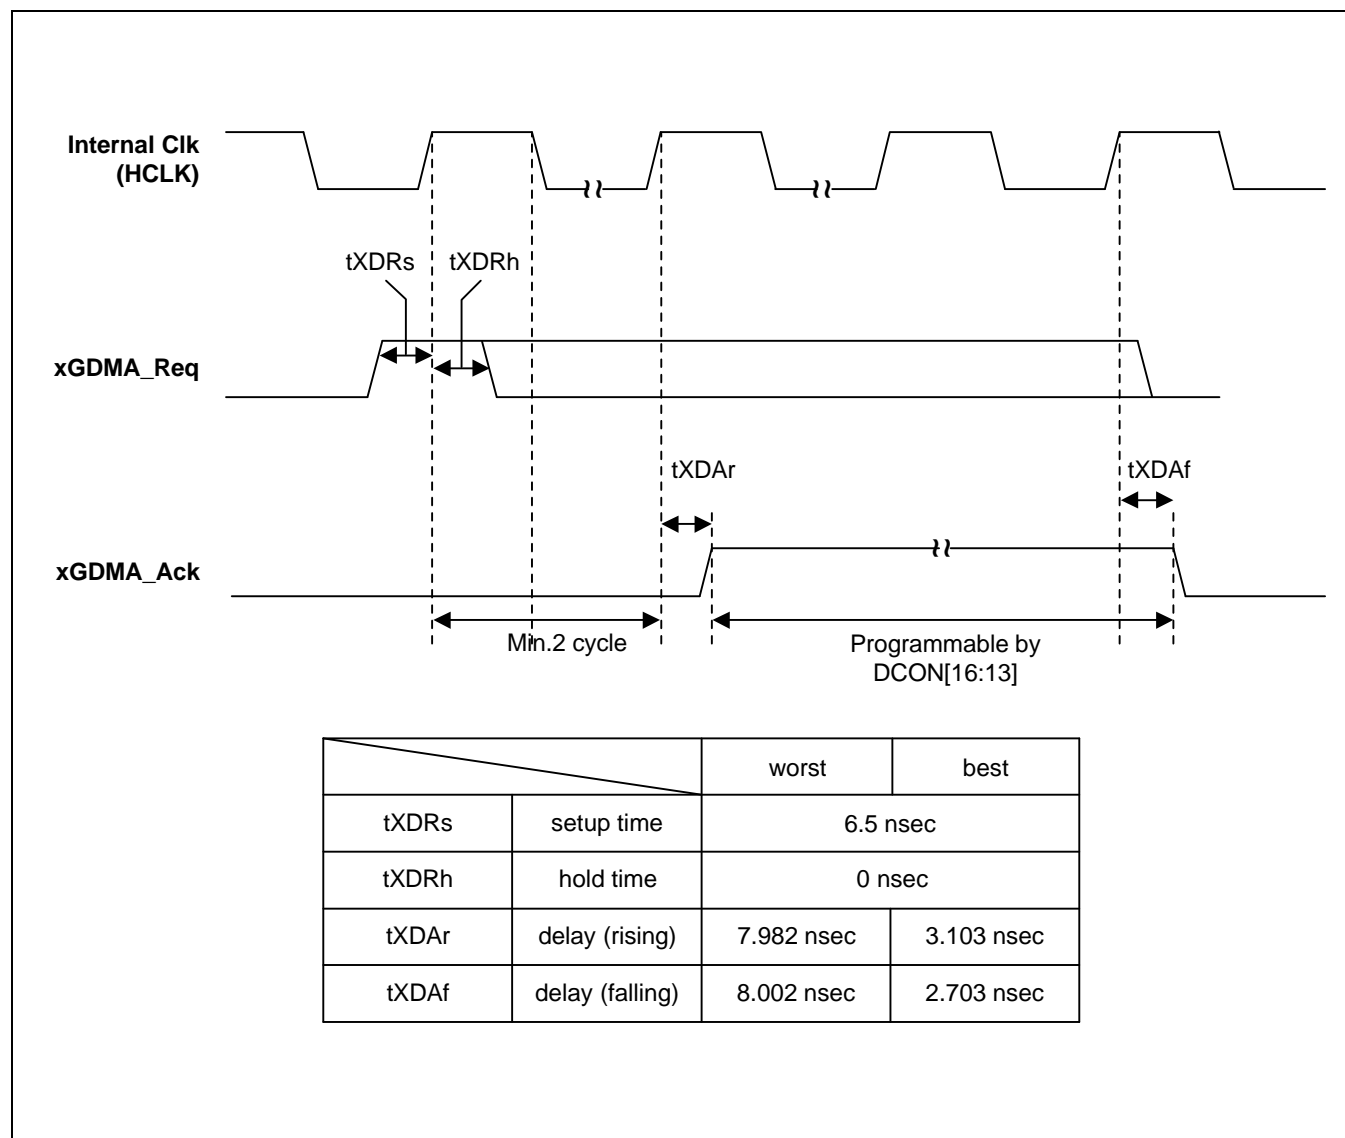 Internal Clk
(HCLK)
tXDRs tXDRh
xGDMA_Req
tXDAr tXDAf
xGDMA_Ack
Min.2 cycle
Programmable by
DCON[16:13]
worst best
tXDRs setup time 6.5 nsec
tXDRh hold time 0 nsec
tXDAr delay (rising) 7.982 nsec 3.103 nsec
tXDAf delay (falling) 8.002 nsec 2.703 nsec